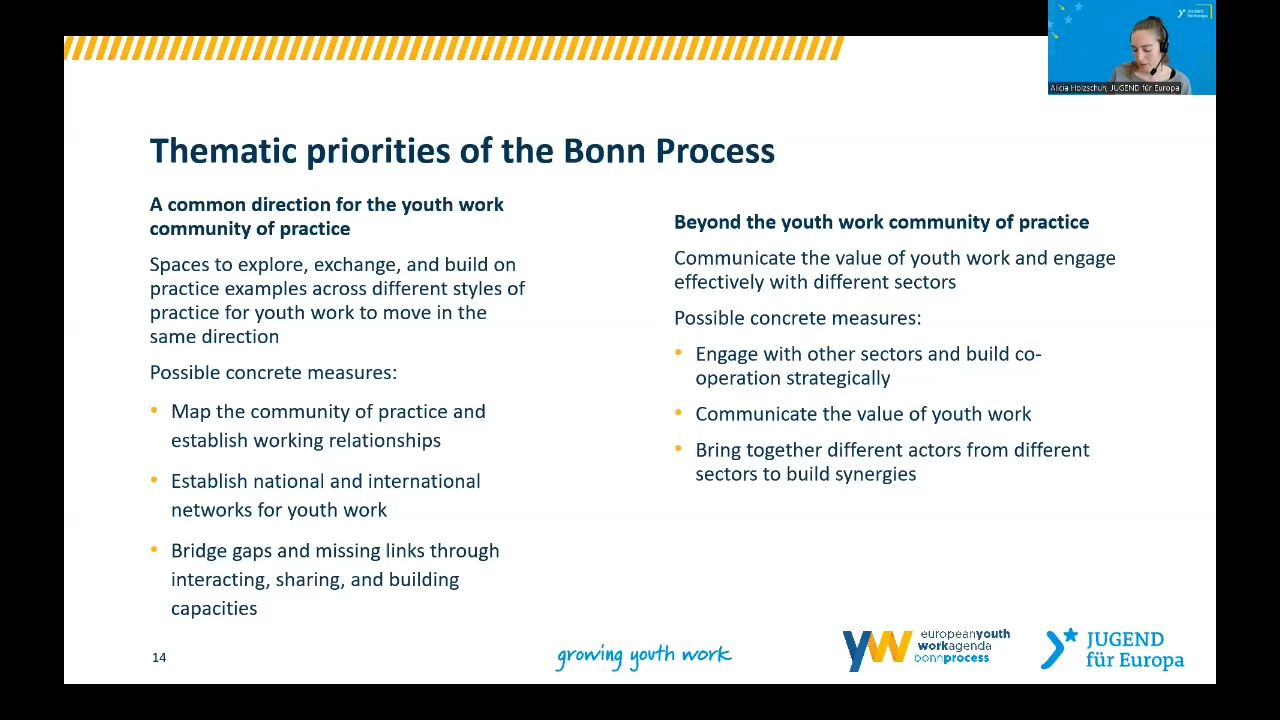 JUGEND
für Europa
Alicia Holzschuh, JUGEND für Europa
Thematic priorities of the Bonn Process
A common direction for the youth work
community of practice
Spaces to explore, exchange, and build on
practice examples across different styles of
practice for youth work to move in the
same direction
Possible concrete measures:
• Map the community of practice and
establish working relationships
• Establish national and international
networks for youth work
• Bridge gaps and missing links through
interacting, sharing, and building
capacities
Beyond the youth work community of practice
Communicate the value of youth work and engage
effectively with different sectors
Possible concrete measures:
• Engage with other sectors and build co-
operation strategically
• Communicate the value of youth work
• Bring together different actors from different
sectors to build synergies
14
growing youth work
yw
europeanyouth
workagenda
bonnprocess
JUGEND
für Europa